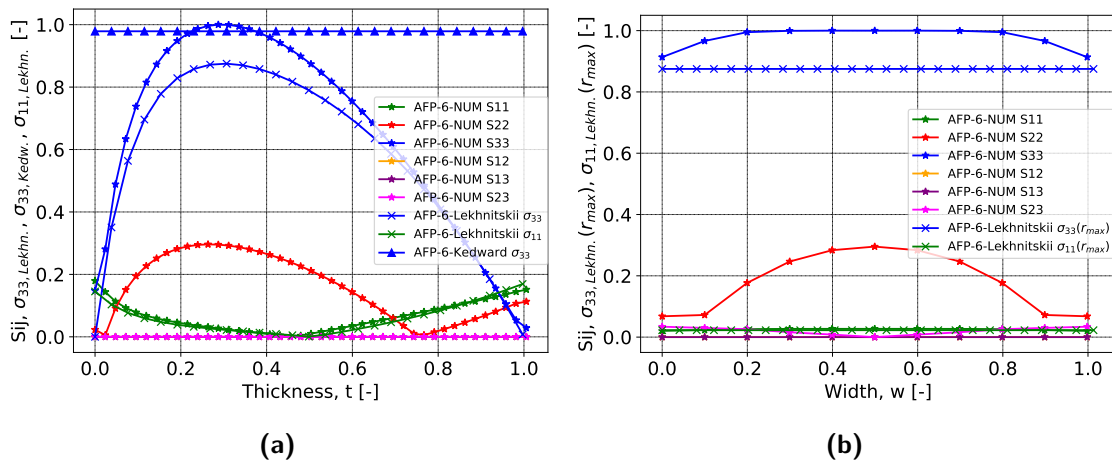 Sij, σ33,Lekhn. , σ33,Kedw. , σ11,Lekhn. [-]
1.0
0.8
0.6
0.4
0.2
0.0
0.0 0.2 0.4 0.6 0.8 1.0
Thickness, t [-]
AFP-6-NUM S11
AFP-6-NUM S22
AFP-6-NUM S33
AFP-6-NUM S12
AFP-6-NUM S13
AFP-6-NUM S23
AFP-6-Lekhnitskii σ33
AFP-6-Lekhnitskii σ11
AFP-6-Kedward σ33
(a)
Sij, σ33,Lekhn.(rmax), σ11,Lekhn.(rmax) [-]
1.0
0.8
0.6
0.4
0.2
0.0
0.0 0.2 0.4 0.6 0.8 1.0
Width, w [-]
AFP-6-NUM S11
AFP-6-NUM S22
AFP-6-NUM S33
AFP-6-NUM S12
AFP-6-NUM S13
AFP-6-NUM S23
AFP-6-Lekhnitskii σ33(rmax)
AFP-6-Lekhnitskii σ11(rmax)
(b)